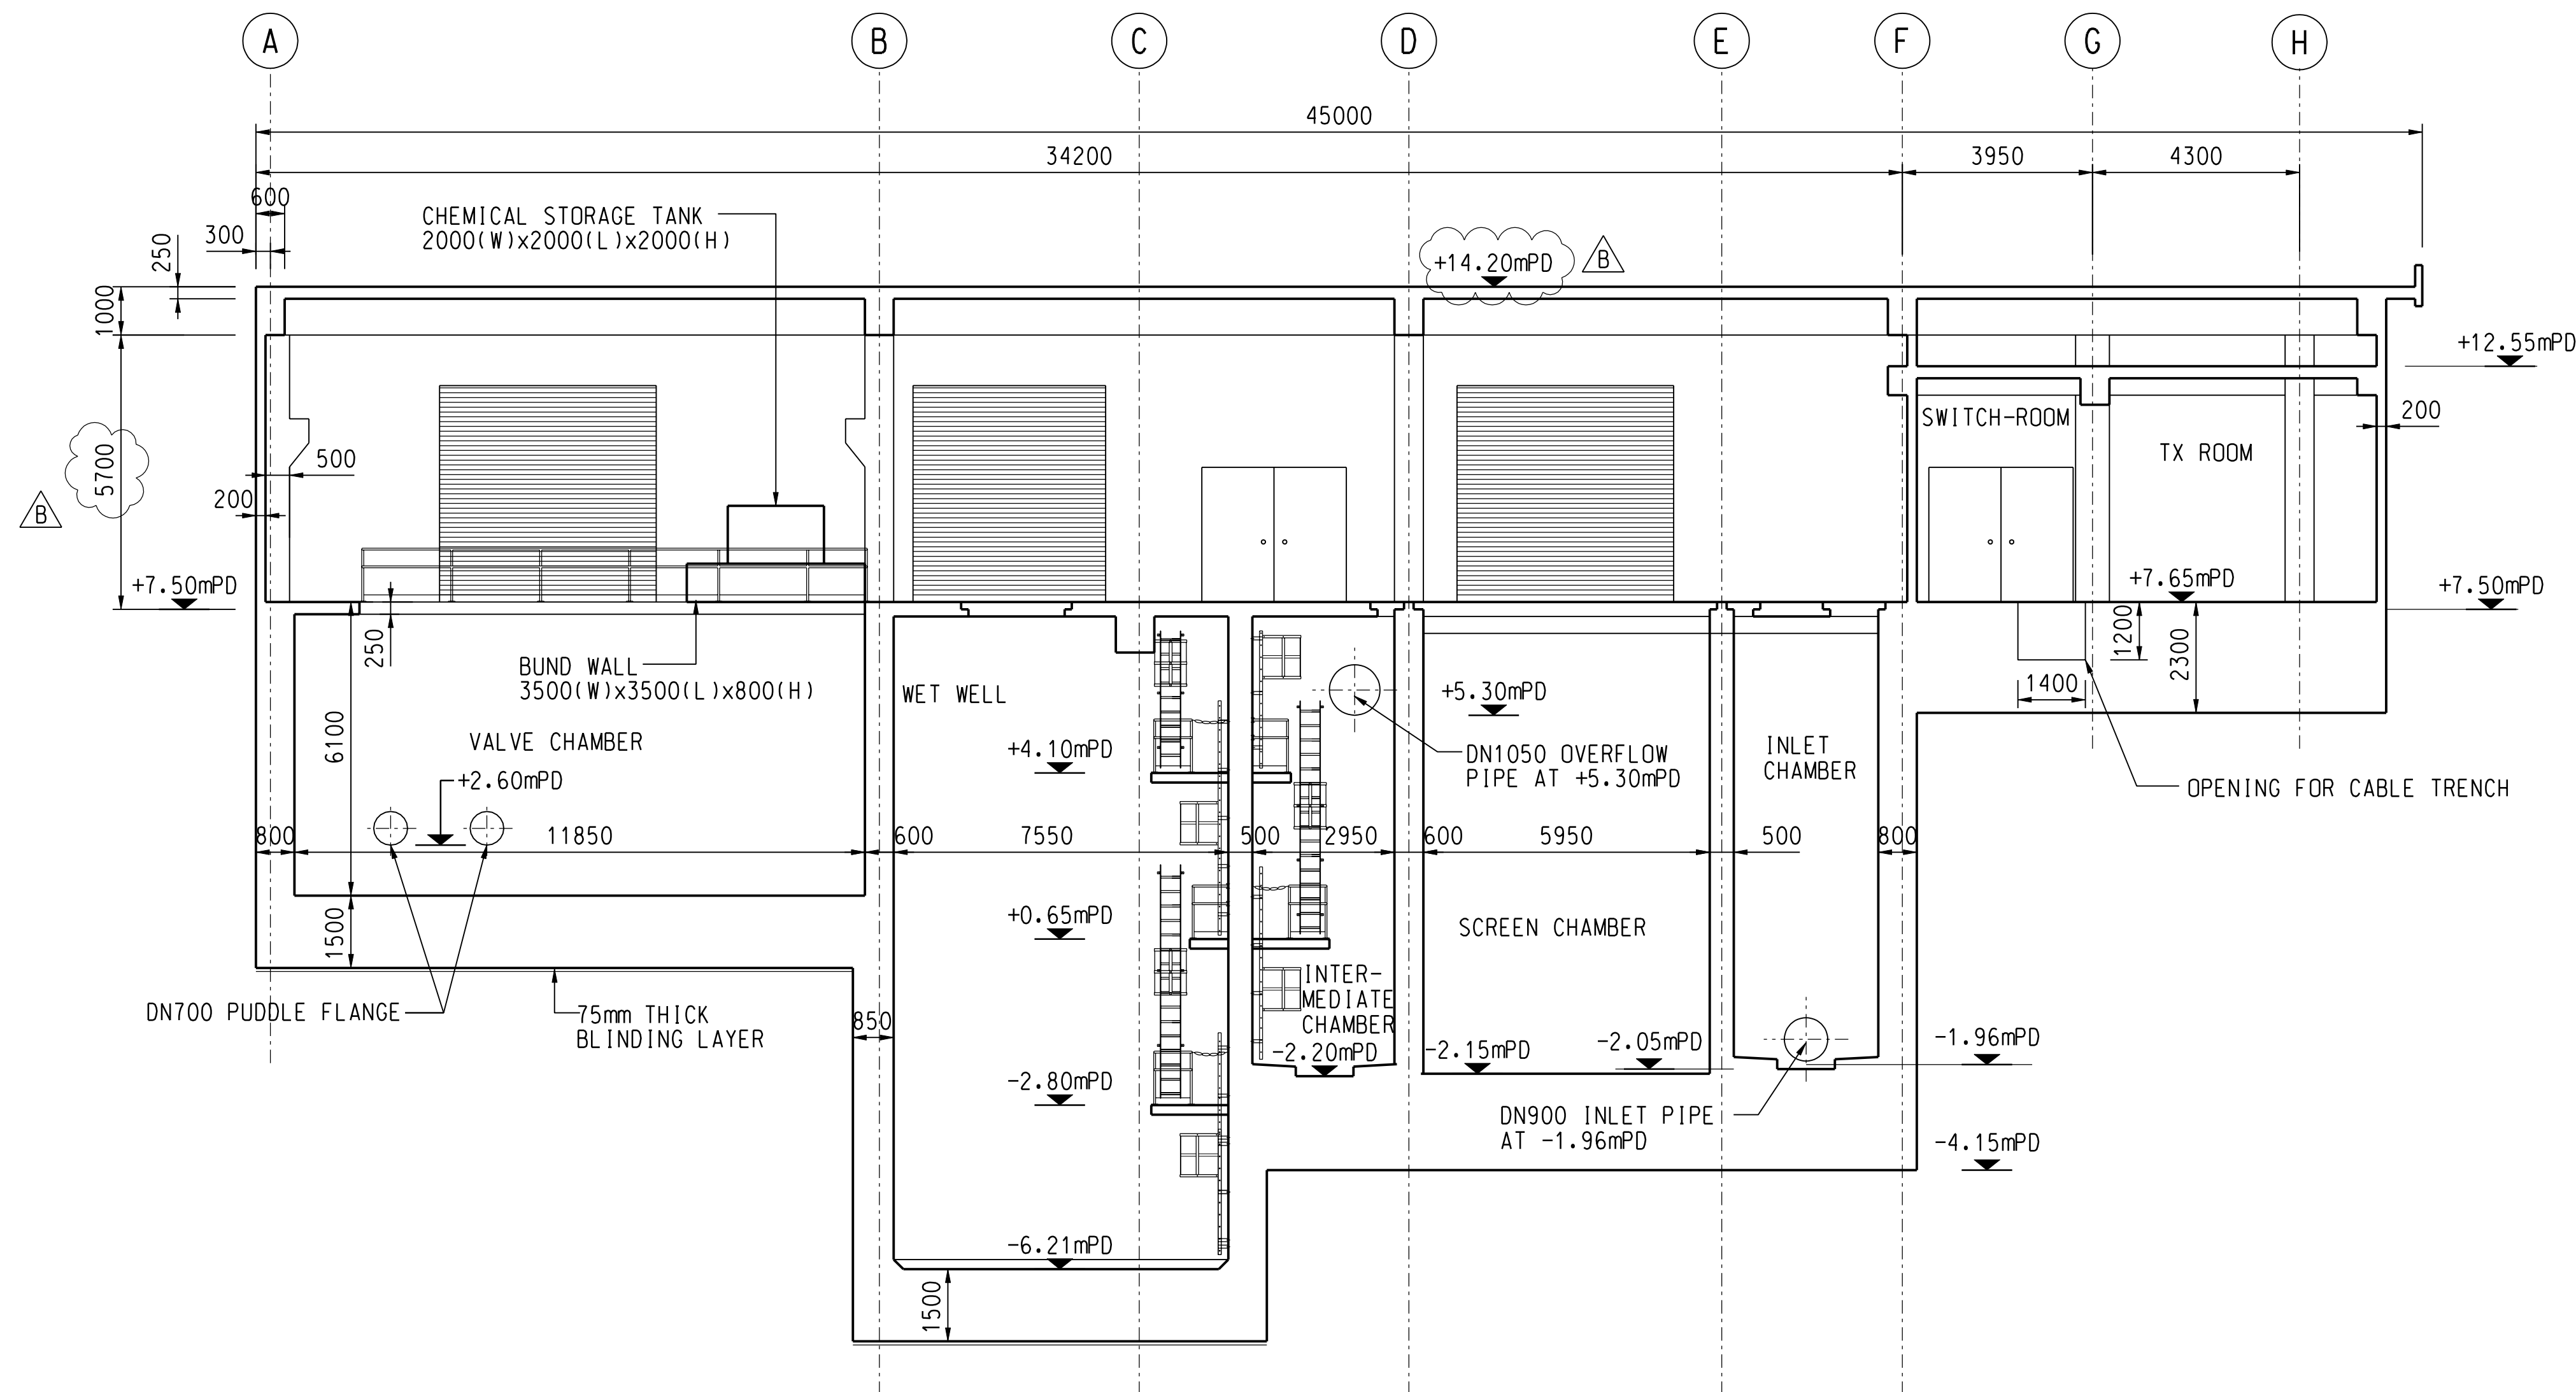 A
B
C
D
E
F
G
H
45000
34200
3950
4300
600
300
250
1000
CHEMICAL STORAGE TANK
2000(W)x2000(L)x2000(H)
+14.20mPD
B
+12.55mPD
5700
B
500
200
SWITCH-ROOM
TX ROOM
200
+7.50mPD
+7.65mPD
+7.50mPD
250
BUND WALL
3500(W)x3500(L)x800(H)
WET WELL
+5.30mPD
1200
2300
1400
6100
VALVE CHAMBER
+2.60mPD
+4.10mPD
DN1050 OVERFLOW
PIPE AT +5.30mPD
INLET
CHAMBER
OPENING FOR CABLE TRENCH
800
11850
600
7550
500
2950
600
5950
500
800
1500
+0.65mPD
SCREEN CHAMBER
INTER-
MEDIATE
CHAMBER
DN700 PUDDLE FLANGE
75mm THICK
BLINDING LAYER
850
-2.20mPD
-2.15mPD
-2.05mPD
-1.96mPD
-2.80mPD
DN900 INLET PIPE
AT -1.96mPD
-4.15mPD
-6.21mPD
1500